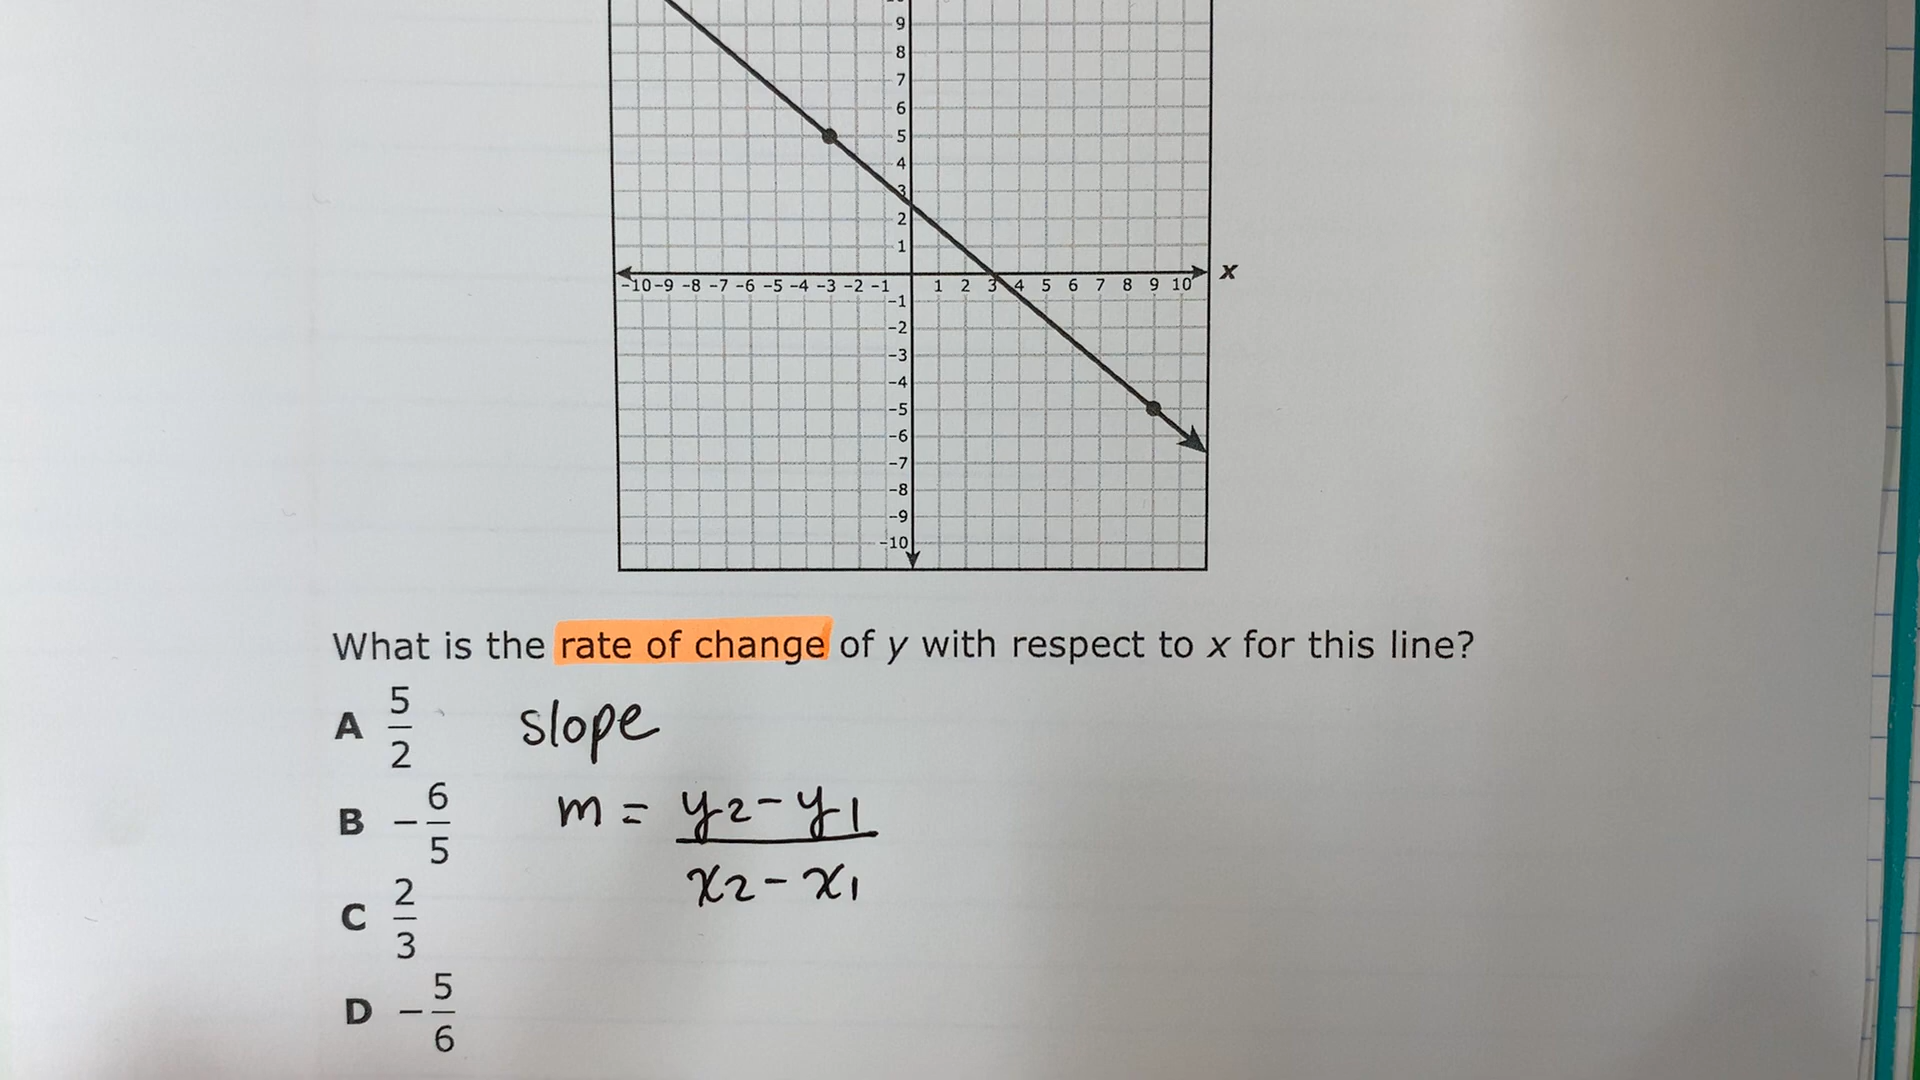 9
8
7
6
5
4
3
2
1
x
-10 -9 -8 -7 -6 -5 -4 -3 -2 -1 1 2 3 4 5 6 7 8 9 10
-1
-2
-3
-4
-5
-6
-7
-8
-9
-10
What is the rate of change of y with respect to x for this line?
A 5/2
slope
B -6/5
m = y2-y1
x2-x1
C 2/3
D -5/6